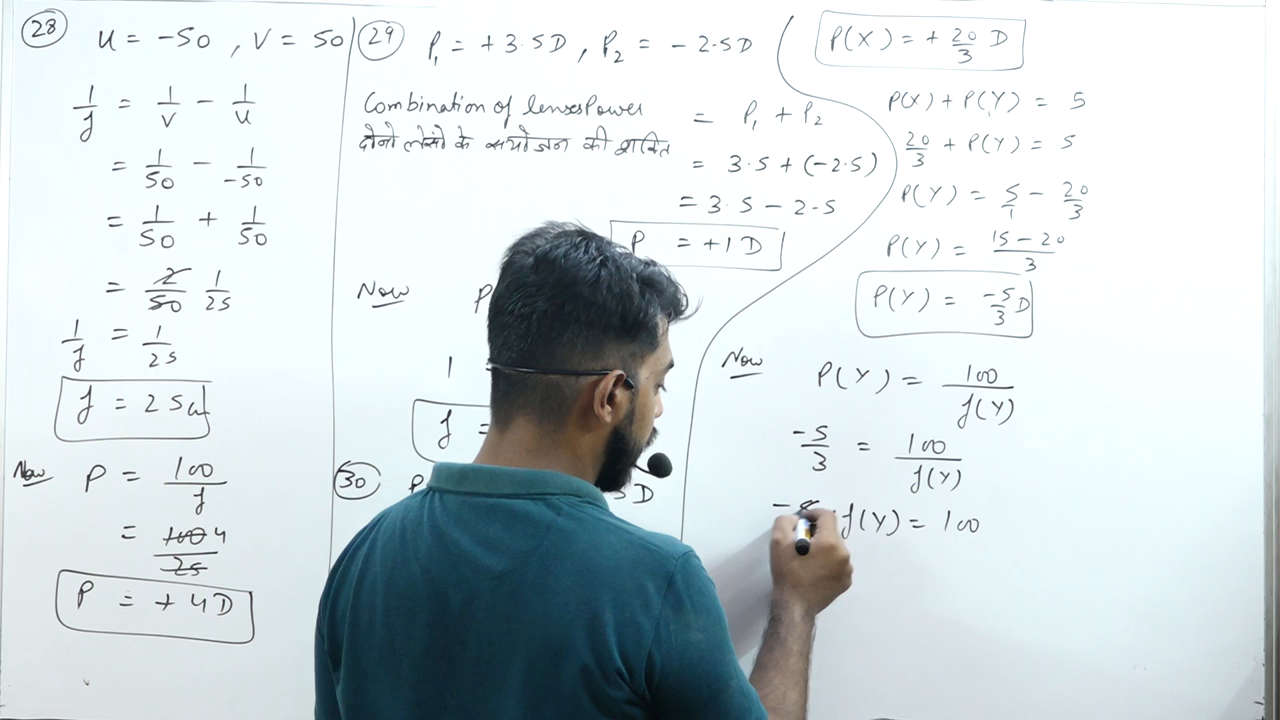 28 u = -50 , v = 50
1/f = 1/v - 1/u
= 1/50 - 1/-50
= 1/50 + 1/50
= 2/50 1/25
1/f = 1/25
f = 25cm
Now P = 100/f
= 100/25 4
P = +4D
29 P₁ = +3.5D , P₂ = -2.5D
Combination of lenses Power = P₁ + P₂
दोनो लेंसो के संयोजन की शक्ति
= 3.5 + (-2.5)
= 3.5 - 2.5
P = +1D
Now P
1
f =
30 P D
P(X) = + 20/3 D
P(X) + P(Y) = 5
20/3 + P(Y) = 5
P(Y) = 5/1 - 20/3
P(Y) = 15-20/3
P(Y) = -5/3 D
Now P(Y) = 100/f(Y)
-5/3 = 100/f(Y)
- f(Y) = 100